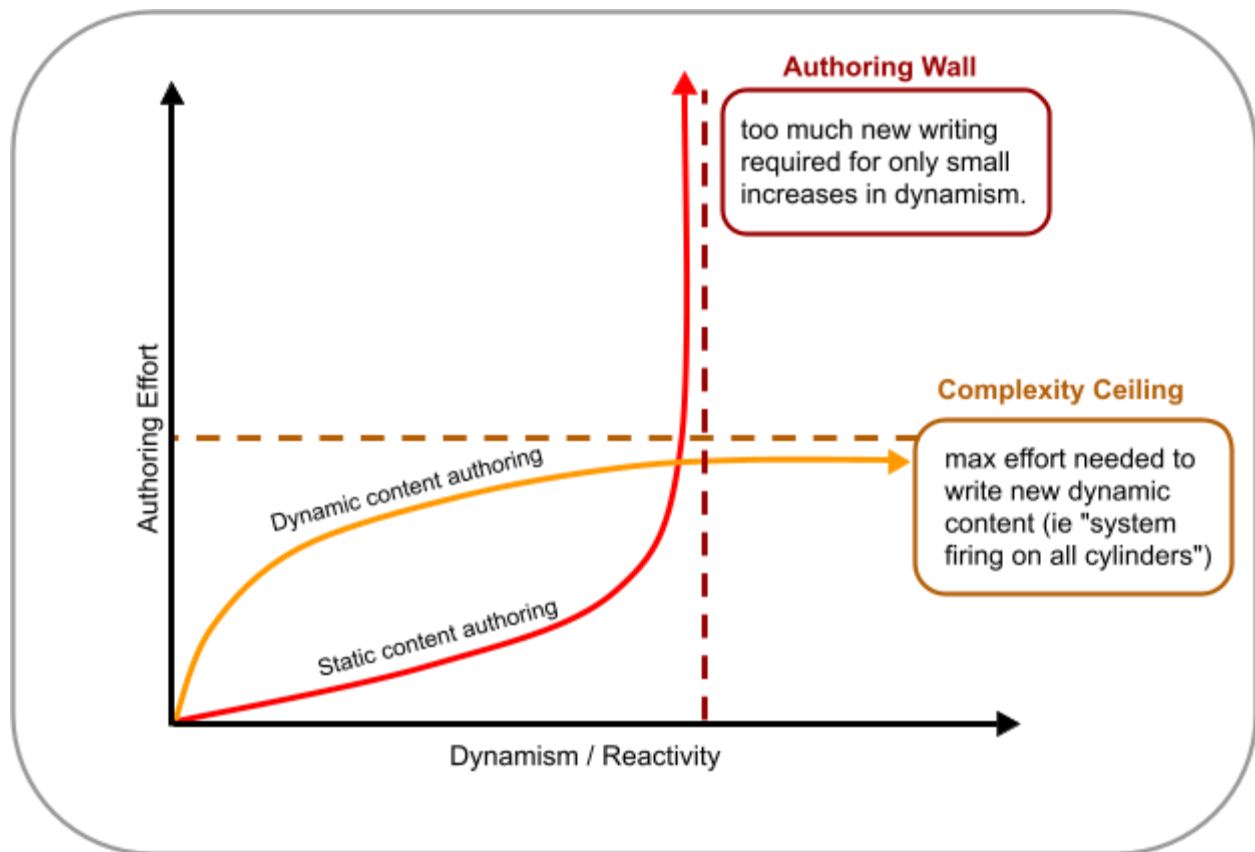 Authoring Wall
too much new writing
required for only small
increases in dynamism.
Authoring Effort
Complexity Ceiling
max effort needed to
write new dynamic
content (ie "system
firing on all cylinders")
Dynamic content authoring
Static content authoring
Dynamism / Reactivity